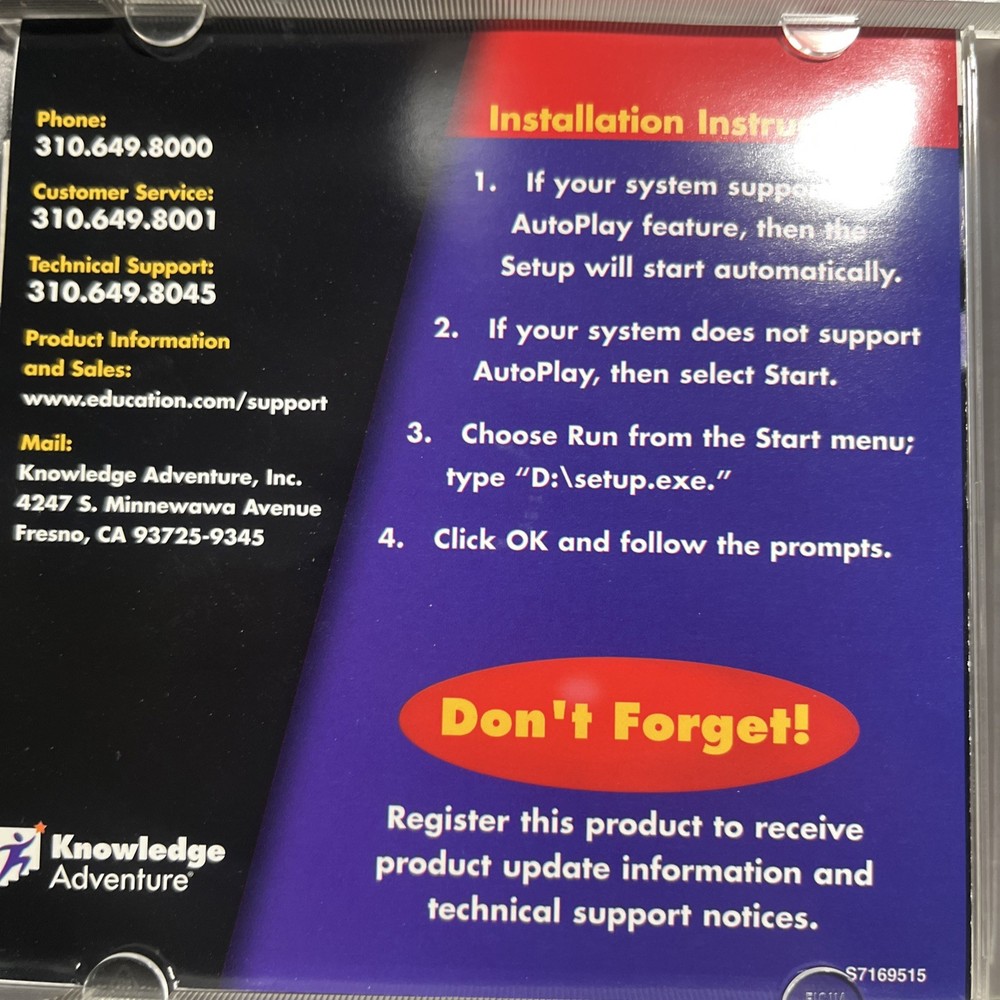 Phone:
310.649.8000
Customer Service:
310.649.8001
Technical Support:
310.649.8045
Product Information
and Sales:
www.education.com/support
Mail:
Knowledge Adventure, Inc.
4247 S. Minnewawa Avenue
Fresno, CA 93725-9345
Knowledge
Adventure®
Installation
1. If your system
AutoPlay feature, then the
Setup will start automatically.
2. If your system does not support
AutoPlay, then select Start.
3. Choose Run from the Start menu;
type “D:\setup.exe.”
4. Click OK and follow the prompts.
Don't Forget!
Register this product to receive
product update information and
technical support notices.
S7169515